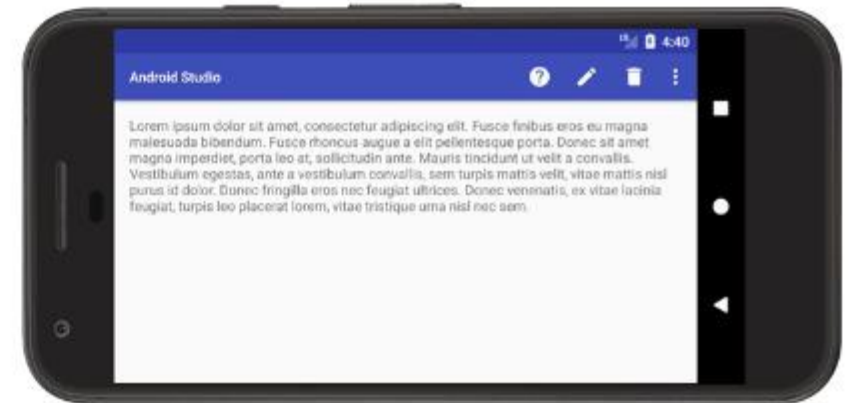 4:40
Android Studio
Lorem ipsum dolor sit amet, consectetur adipiscing elit. Fusce finibus eros eu magna
malesuada bibendum. Fusce rhoncus augue a elit pellentesque porta. Donec sit amet
magna imperdiet, porta leo at, sollicitudin ante. Mauris tincidunt ut velit a convallis.
Vestibulum egestas, ante a vestibulum convallis, sem turpis mattis velit, vitae mattis nisl
purus id dolor. Donec fringilla eros nec feugiat ultrices. Donec venenatis, ex vitae lacinia
feugiat, turpis leo placerat lorem, vitae tristique urna nisl nec sem.